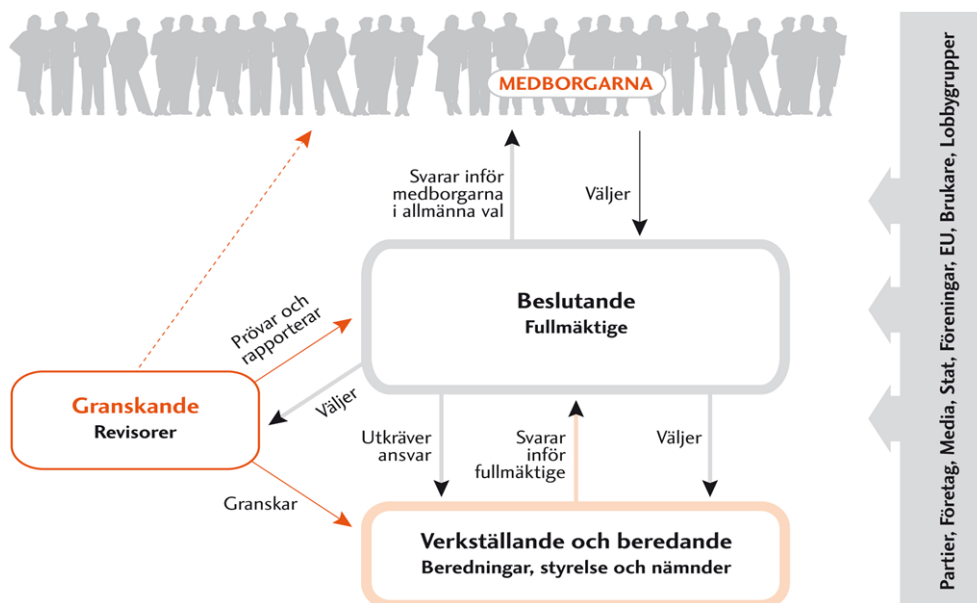 MEDBORGARNA
Svarar inför
medborgarna
i allmänna val
Väljer
Beslutande
Fullmäktige
Prövar och
rapporterar
Väljer
Granskande
Revisorer
Utkräver
ansvar
Svarar
inför
fullmäktige
Väljer
Granskar
Verkställande och beredande
Beredningar, styrelse och nämnder
Partier, Företag, Media, Stat, Föreningar, EU, Brukare, Lobbygrupper